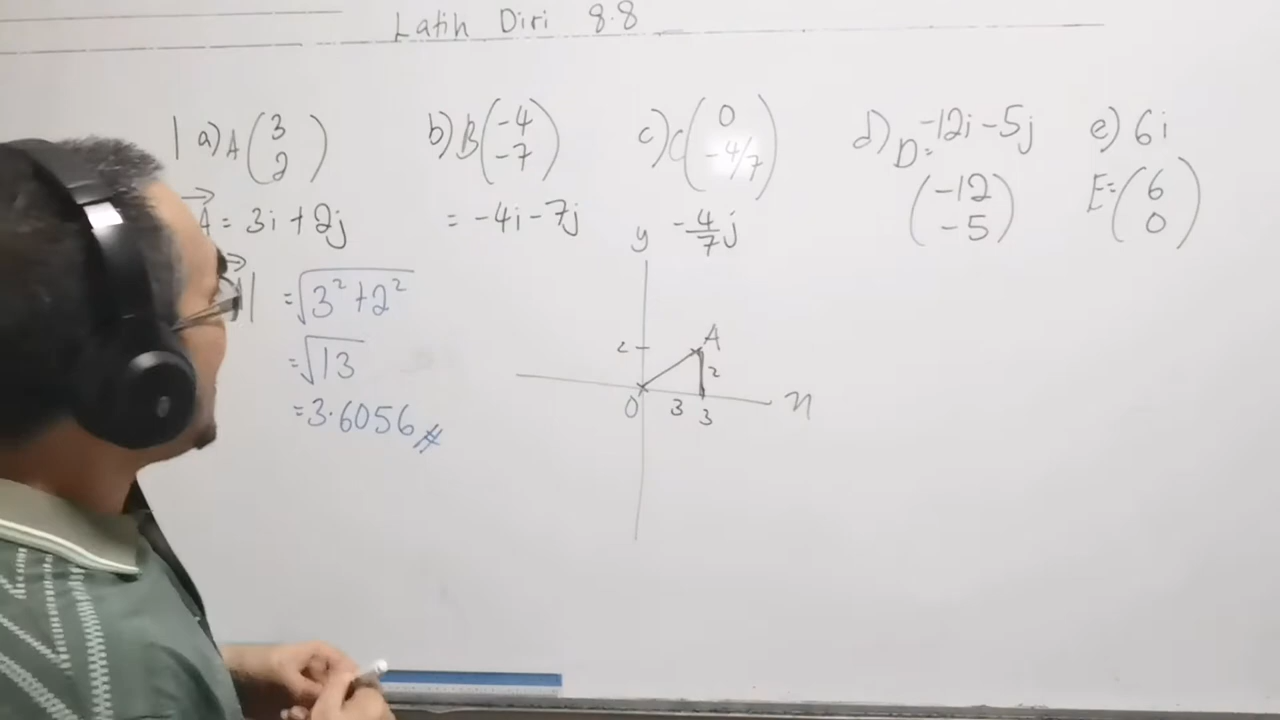 Latih Diri 8.8
1 a) A (3 2)
A = 3i + 2j
= √3² + 2²
= √13
= 3.6056
b) B (-4 -7)
= -4i - 7j
c) C (0 -4/7)
-4/7 j
d) D = -12i - 5j
(-12 -5)
e) 6i
E = (6 0)
y
2
A
2
0 3 3 x